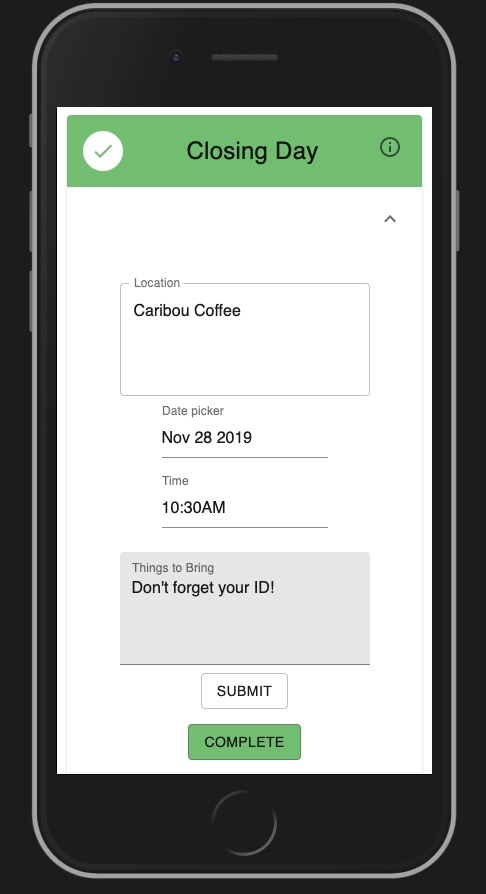 Closing Day
Location
Caribou Coffee
Date picker
Nov 28 2019
Time
10:30AM
Things to Bring
Don't forget your ID!
SUBMIT
COMPLETE